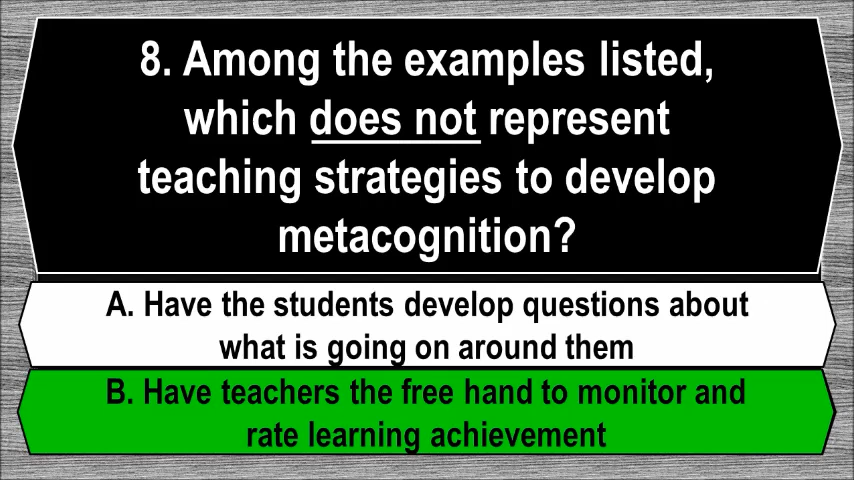 8. Among the examples listed,
which does not represent
teaching strategies to develop
metacognition?
A. Have the students develop questions about
what is going on around them
B. Have teachers the free hand to monitor and
rate learning achievement